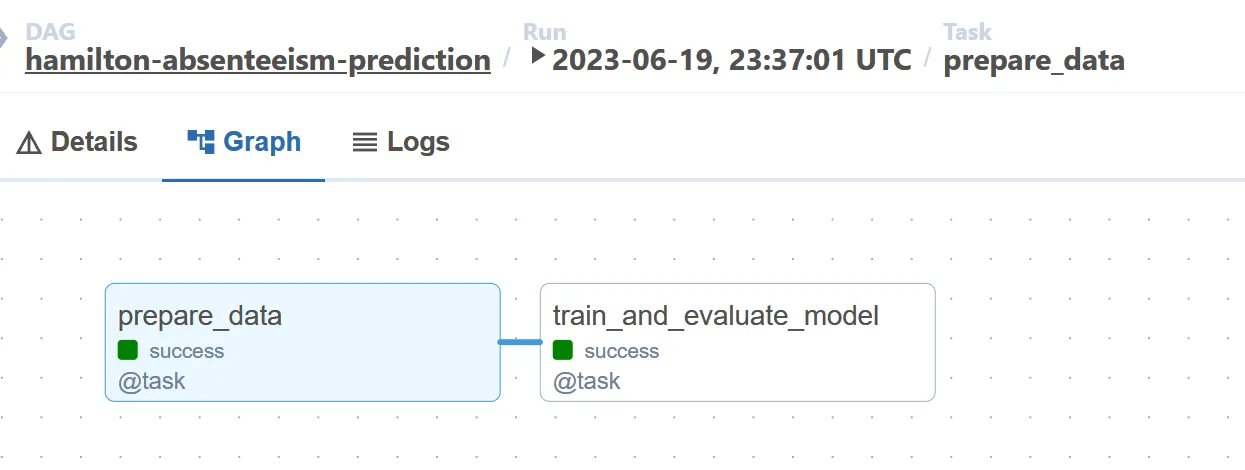 DAG Run Task
hamilton-absenteeism-prediction / 2023-06-19, 23:37:01 UTC / prepare_data
Details Graph Logs
prepare_data
success
@task
train_and_evaluate_model
success
@task